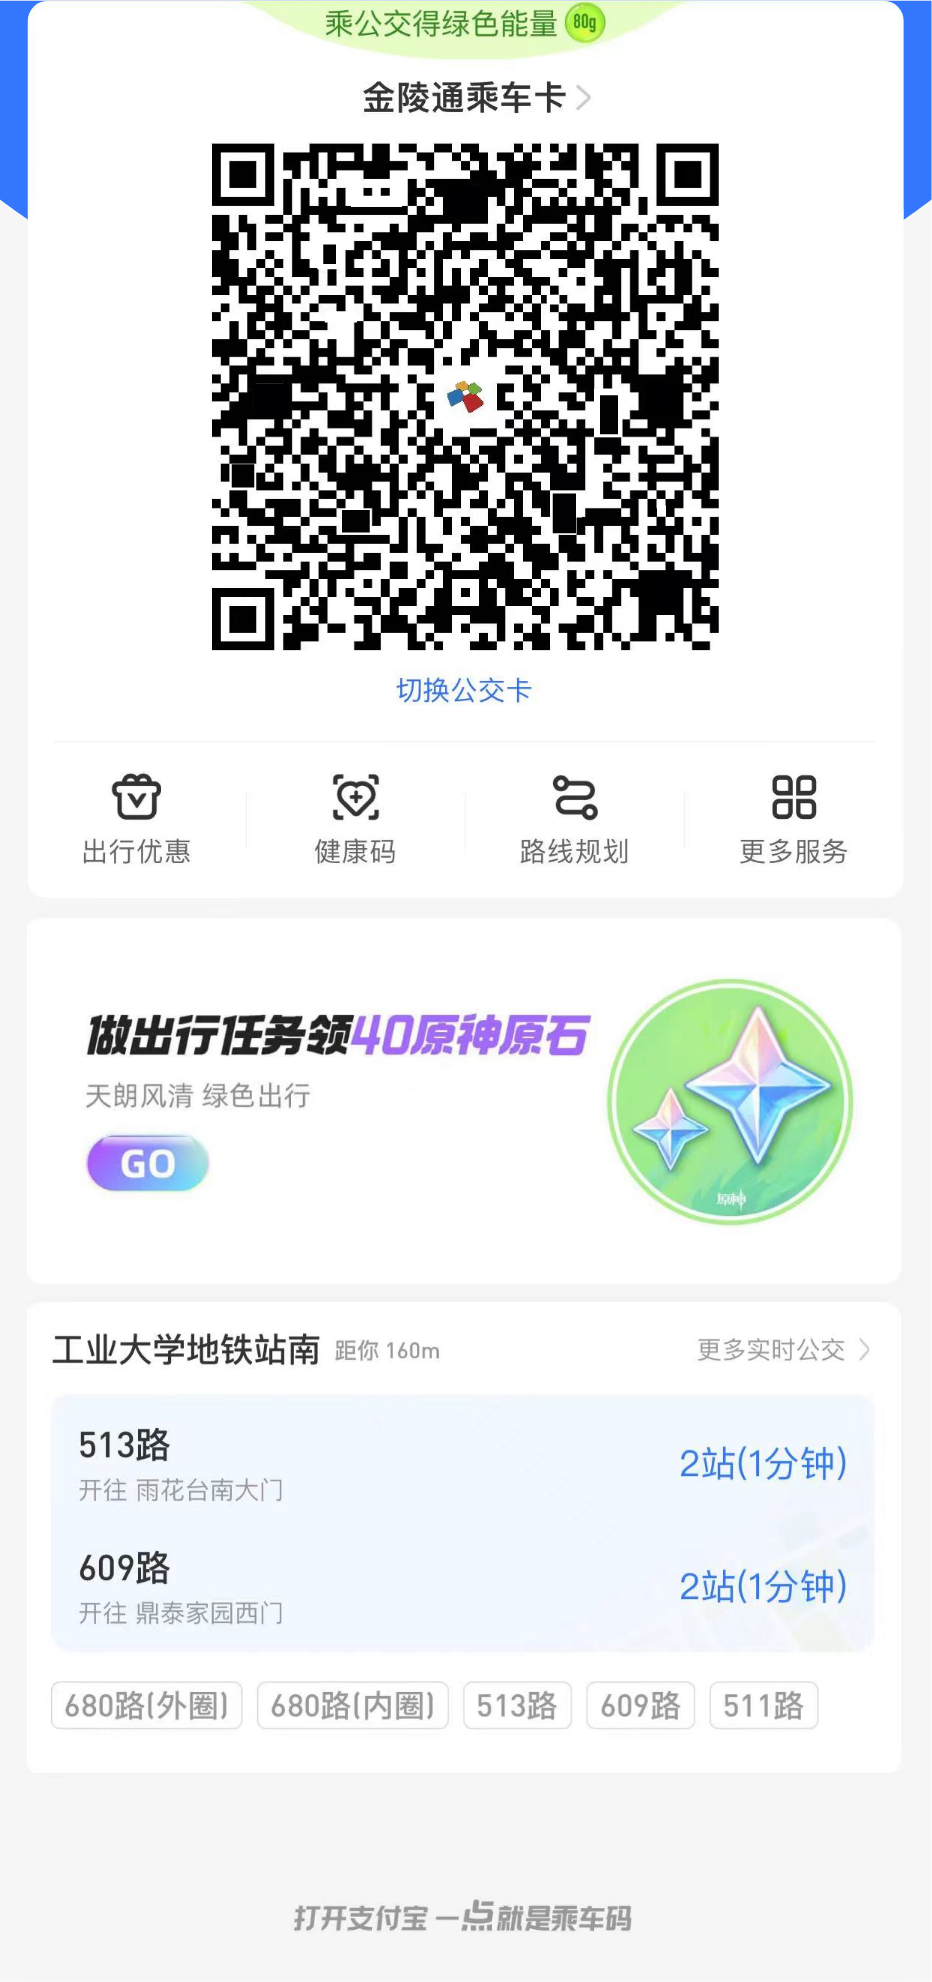 乘公交得绿色能量 80g
金陵通乘车卡
切换公交卡
出行优惠
健康码
路线规划
更多服务
做出行任务领40原神原石
天朗风清 绿色出行
GO
原神
工业大学地铁站南 距你 160m
更多实时公交
513路
开往 雨花台南大门
2站(1分钟)
609路
开往 鼎泰家园西门
2站(1分钟)
680路(外圈) 680路(内圈) 513路 609路 511路
打开支付宝 一点就是乘车码